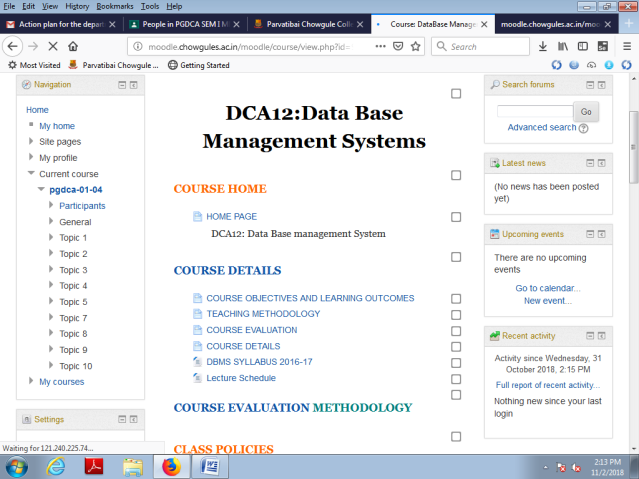 File Edit View History Bookmarks Tools Help
Action plan for the depart
People in PGDCA SEM I M
Parvatibai Chowgule Coll
Course: DataBase Manage
moodle.chowgules.ac.in/moo
moodle.chowgules.ac.in/moodle/course/view.php?id=
Search
Most Visited
Parvatibai Chowgule ...
Getting Started
Navigation
Home
My home
Site pages
My profile
Current course
pgdca-01-04
Participants
General
Topic 1
Topic 2
Topic 3
Topic 4
Topic 5
Topic 7
Topic 8
Topic 9
Topic 10
My courses
Settings
DCA12:Data Base
Management Systems
COURSE HOME
HOME PAGE
DCA12: Data Base management System
COURSE DETAILS
COURSE OBJECTIVES AND LEARNING OUTCOMES
TEACHING METHODOLOGY
COURSE EVALUATION
COURSE DETAILS
DBMS SYLLABUS 2016-17
Lecture Schedule
COURSE EVALUATION METHODOLOGY
CLASS POLICIES
Search forums
Go
Advanced search
Latest news
(No news has been posted
yet)
Upcoming events
There are no upcoming
events
Go to calendar...
New event...
Recent activity
Activity since Wednesday, 31
October 2018, 2:15 PM
Full report of recent activity...
Nothing new since your last
login
Waiting for 121.240.225.74...
2:13 PM
11/2/2018